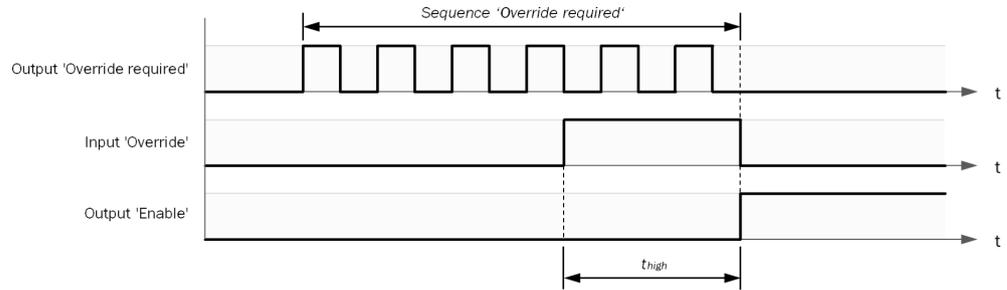 Sequence ‘Override required‘
Output 'Override required'
t
Input 'Override'
t
Output 'Enable'
t
thigh